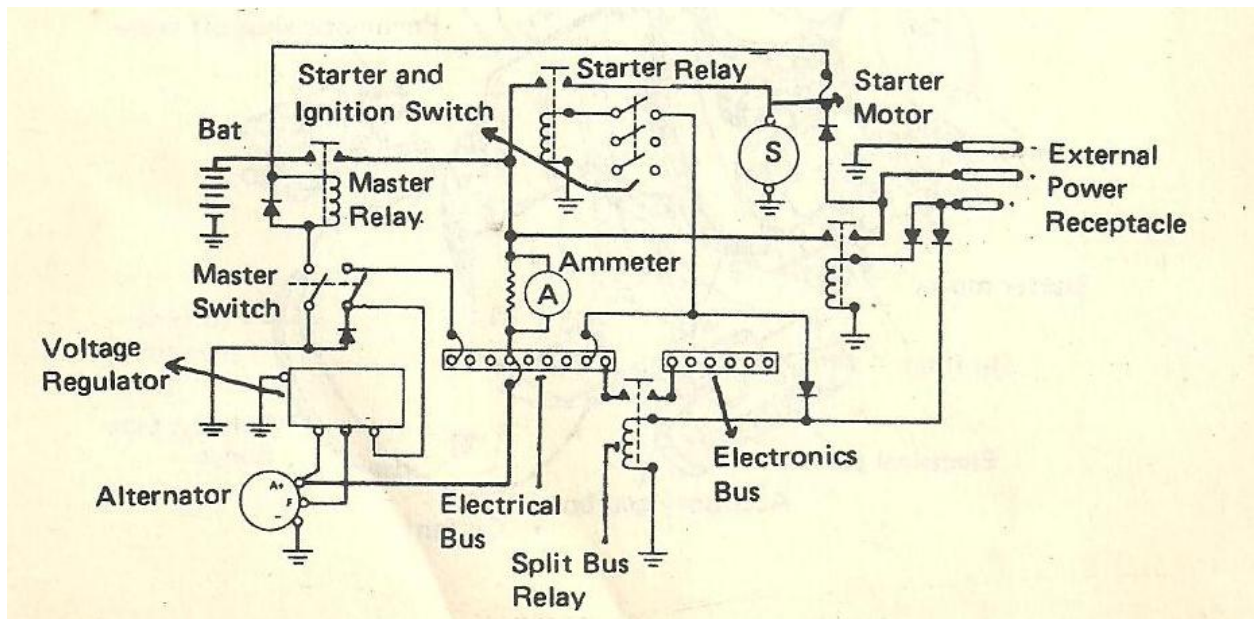 Starter and
Ignition Switch
Starter Relay
Starter
Motor
Bat
Master
Relay
S
External
Power
Receptacle
Master
Switch
Ammeter
A
Voltage
Regulator
Alternator
A+
F
-
Electrical
Bus
Electronics
Bus
Split Bus
Relay